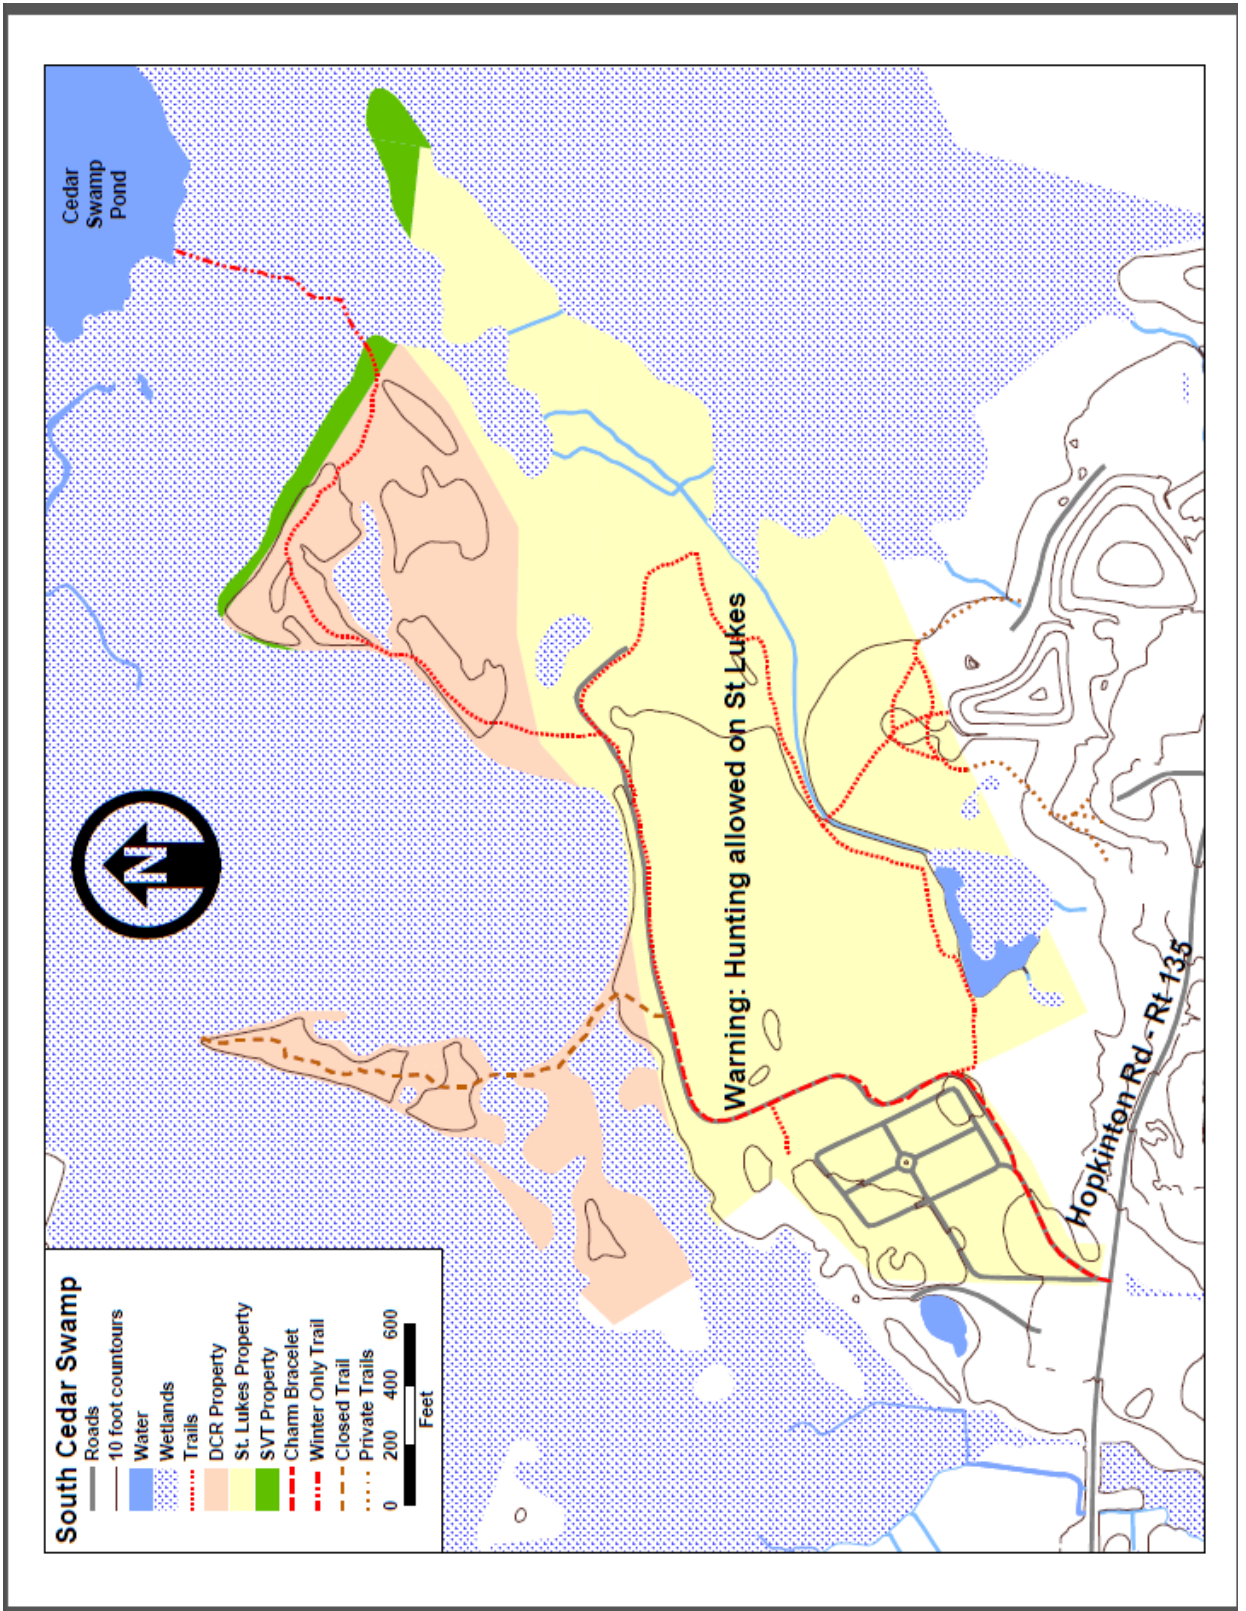 Cedar
Swamp
Pond
N
Warning: Hunting allowed on St Lukes
Hopkinton Rd - Rt 135
South Cedar Swamp
Roads
10 foot countours
Water
Wetlands
Trails
DCR Property
St. Lukes Property
SVT Property
Charm Bracelet
Winter Only Trail
Closed Trail
Private Trails
0 200 400 600
Feet